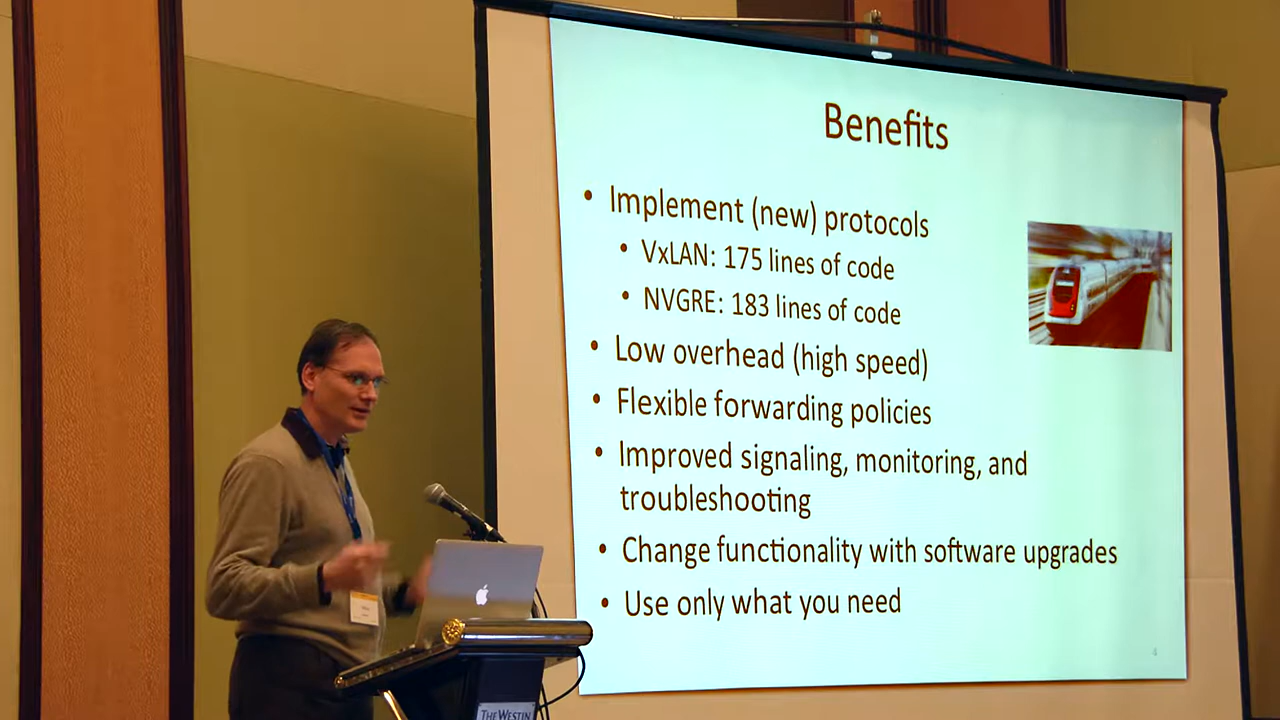 Benefits
• Implement (new) protocols
• VxLAN: 175 lines of code
• NVGRE: 183 lines of code
• Low overhead (high speed)
• Flexible forwarding policies
• Improved signaling, monitoring, and
troubleshooting
• Change functionality with software upgrades
• Use only what you need
4
THE WESTIN